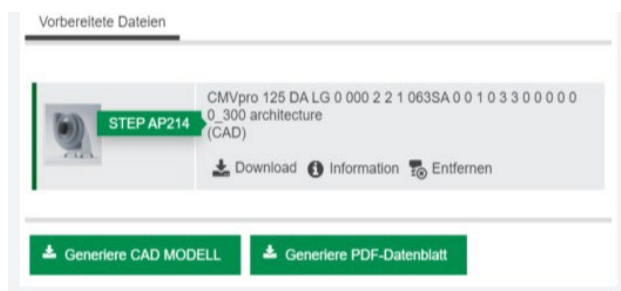 Vorbereitete Dateien
STEP AP214
CMVpro 125 DA LG 0 000 2 2 1 063SA 0 0 1 0 3 3 0 0 0 0 0
0_300 architecture
(CAD)
Download Information Entfernen
Generiere CAD MODELL Generiere PDF-Datenblatt